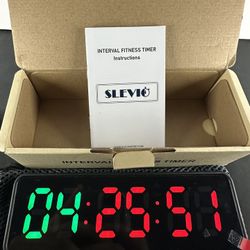 INTERVAL FITNESS TIMER
Instructions
SLEVIO
INTERVAL FITNESS TIMER
04:25:51